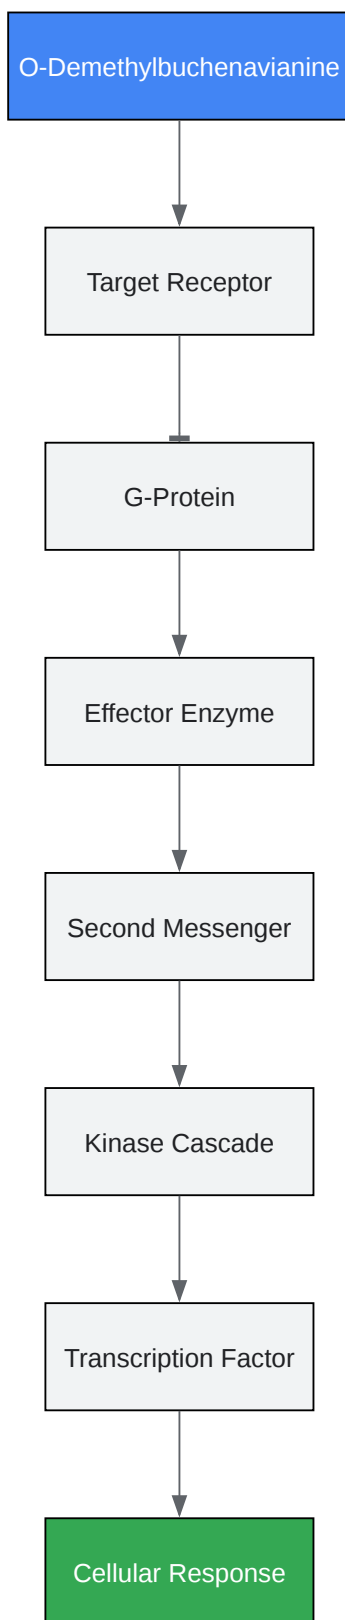 O-Demethylbuchenavianine
Target Receptor
G-Protein
Effector Enzyme
Second Messenger
Kinase Cascade
Transcription Factor
Cellular Response